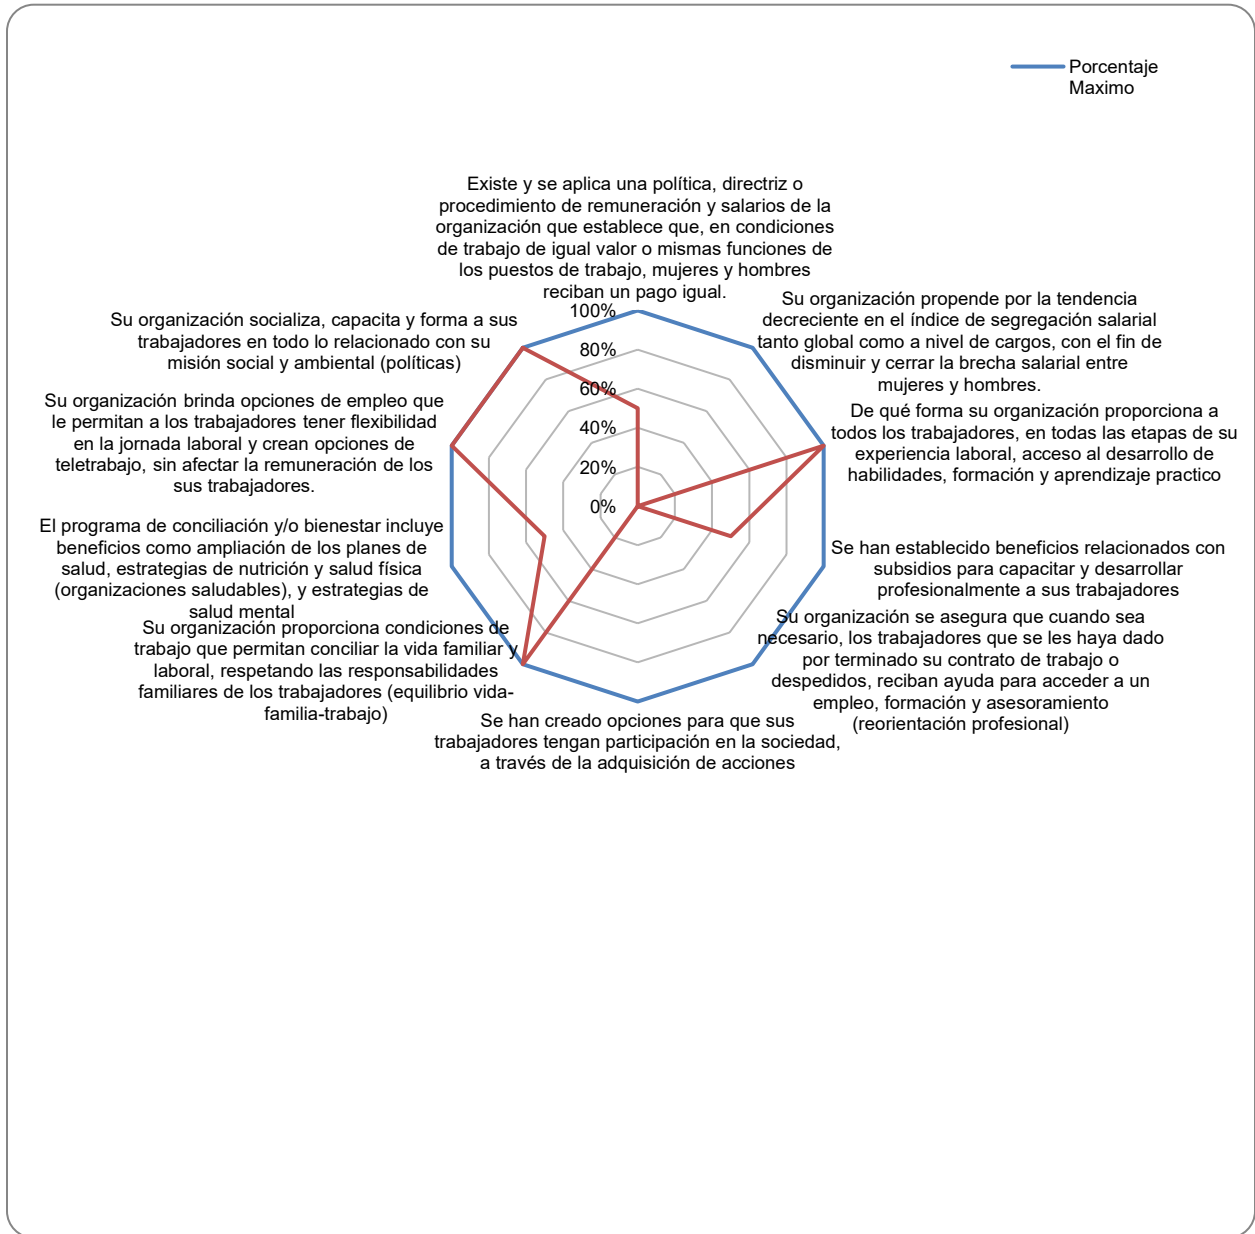 Porcentaje
Maximo
Existe y se aplica una política, directriz o
procedimiento de remuneración y salarios de la
organización que establece que, en condiciones
de trabajo de igual valor o mismas funciones de
los puestos de trabajo, mujeres y hombres
reciban un pago igual.
Su organización propende por la tendencia
decreciente en el índice de segregación salarial
tanto global como a nivel de cargos, con el fin de
disminuir y cerrar la brecha salarial entre
mujeres y hombres.
De qué forma su organización proporciona a
todos los trabajadores, en todas las etapas de su
experiencia laboral, acceso al desarrollo de
habilidades, formación y aprendizaje practico
Se han establecido beneficios relacionados con
subsidios para capacitar y desarrollar
profesionalmente a sus trabajadores
Su organización se asegura que cuando sea
necesario, los trabajadores que se les haya dado
por terminado su contrato de trabajo o
despedidos, reciban ayuda para acceder a un
empleo, formación y asesoramiento
(reorientación profesional)
Se han creado opciones para que sus
trabajadores tengan participación en la sociedad,
a través de la adquisición de acciones
Su organización proporciona condiciones de
trabajo que permitan conciliar la vida familiar y
laboral, respetando las responsabilidades
familiares de los trabajadores (equilibrio vida-
familia-trabajo)
El programa de conciliación y/o bienestar incluye
beneficios como ampliación de los planes de
salud, estrategias de nutrición y salud física
(organizaciones saludables), y estrategias de
salud mental
Su organización brinda opciones de empleo que
le permitan a los trabajadores tener flexibilidad
en la jornada laboral y crean opciones de
teletrabajo, sin afectar la remuneración de los
sus trabajadores.
Su organización socializa, capacita y forma a sus
trabajadores en todo lo relacionado con su
misión social y ambiental (políticas)
100%
80%
60%
40%
20%
0%